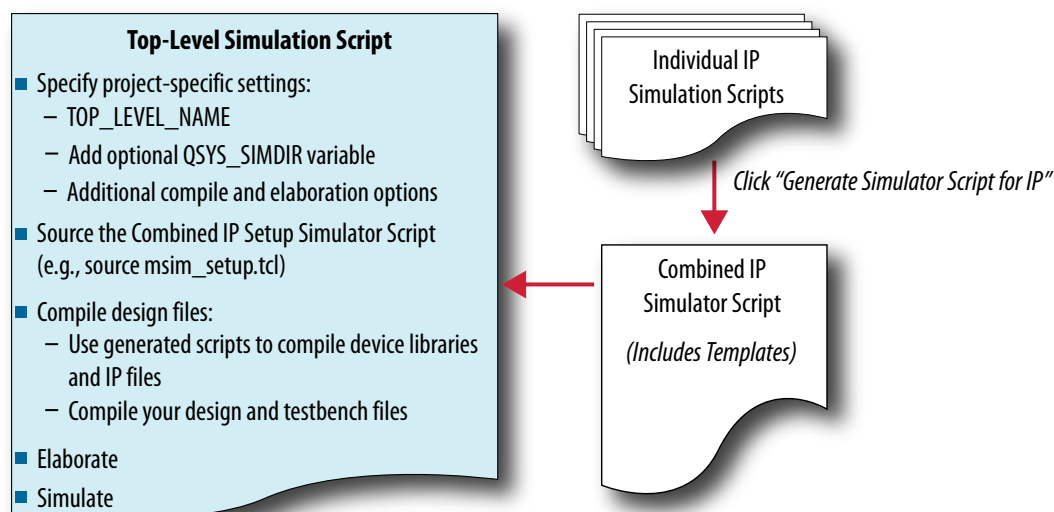 Top-Level Simulation Script
■ Specify project-specific settings:
– TOP_LEVEL_NAME
– Add optional QSYS_SIMDIR variable
– Additional compile and elaboration options
■ Source the Combined IP Setup Simulator Script
(e.g., source msim_setup.tcl)
■ Compile design files:
– Use generated scripts to compile device libraries
and IP files
– Compile your design and testbench files
■ Elaborate
■ Simulate
Individual IP
Simulation Scripts
Click “Generate Simulator Script for IP”
Combined IP
Simulator Script
(Includes Templates)